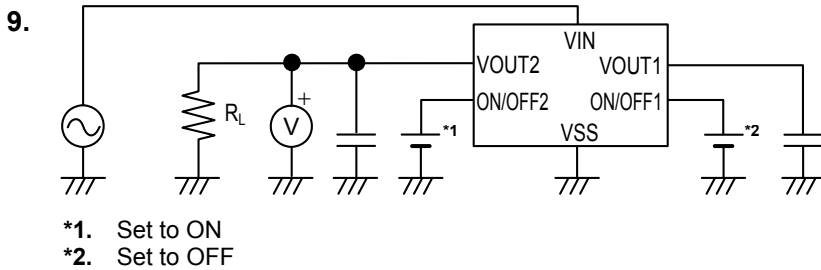 9.
VIN
VOUT2 VOUT1
ON/OFF2 ON/OFF1
VSS
RL
+
V
*1
*2
*1. Set to ON
*2. Set to OFF